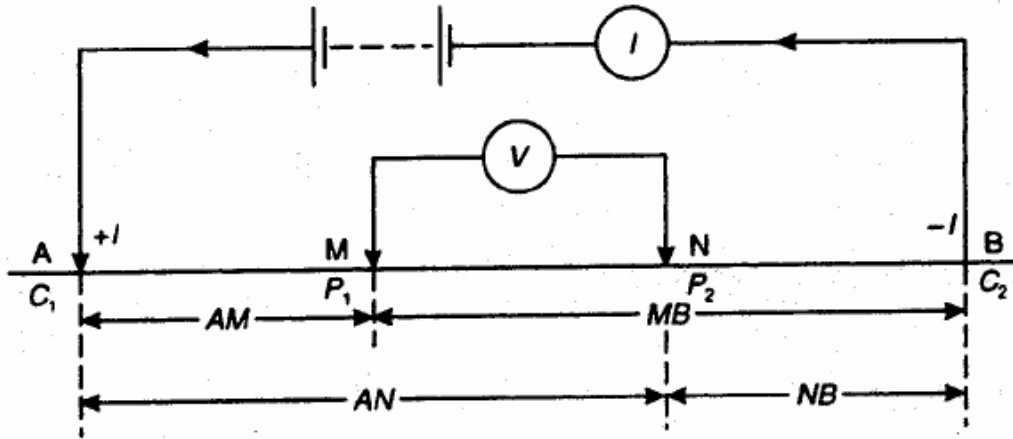 I
V
A +I M N −I B
C₁ P₁ P₂ C₂
AM MB
AN NB